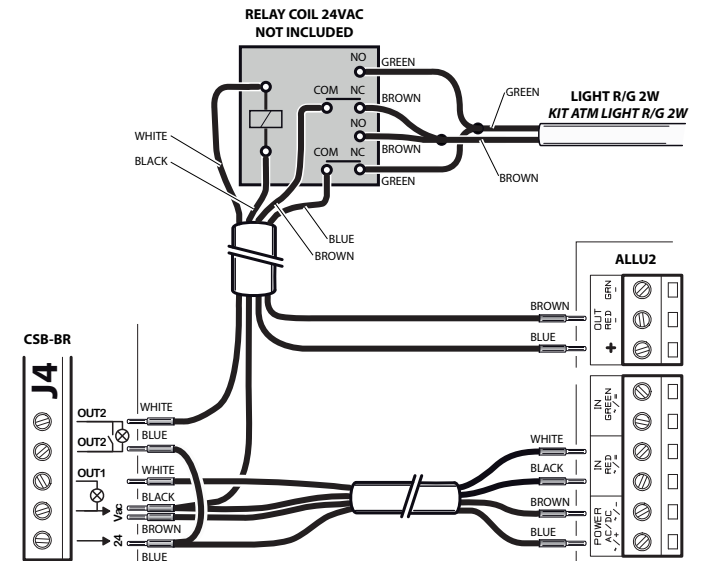 RELAY COIL 24VAC
NOT INCLUDED
NO
GREEN
COM NC
BROWN
NO
BROWN
COM NC
GREEN
GREEN
LIGHT R/G 2W
KIT ATM LIGHT R/G 2W
BROWN
WHITE
BLACK
BLUE
BROWN
ALLU2
BROWN
BLUE
OUT
GRN -
RED -
+
CSB-BR
J4
OUT2
OUT2
OUT1
Vac
24
WHITE
BLUE
WHITE
BLACK
BROWN
BLUE
WHITE
BLACK
BROWN
BLUE
IN
GREEN
~/=
IN
RED
~/=
POWER
AC/DC
~/+ ~/-